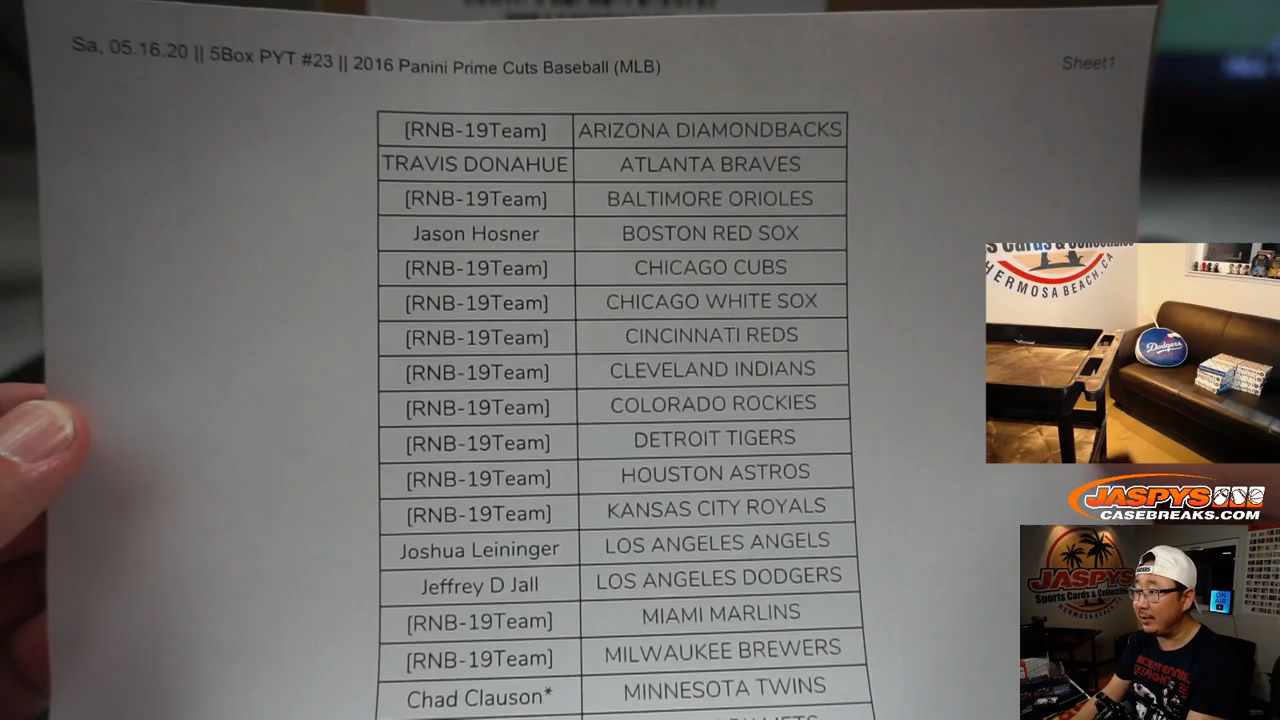 Sa, 05.16.20 || 5Box PYT #23 || 2016 Panini Prime Cuts Baseball (MLB)
Sheet1
[RNB-19Team] ARIZONA DIAMONDBACKS
TRAVIS DONAHUE ATLANTA BRAVES
[RNB-19Team] BALTIMORE ORIOLES
Jason Hosner BOSTON RED SOX
[RNB-19Team] CHICAGO CUBS
[RNB-19Team] CHICAGO WHITE SOX
[RNB-19Team] CINCINNATI REDS
[RNB-19Team] CLEVELAND INDIANS
[RNB-19Team] COLORADO ROCKIES
[RNB-19Team] DETROIT TIGERS
[RNB-19Team] HOUSTON ASTROS
[RNB-19Team] KANSAS CITY ROYALS
Joshua Leininger LOS ANGELES ANGELS
Jeffrey D Jall LOS ANGELES DODGERS
[RNB-19Team] MIAMI MARLINS
[RNB-19Team] MILWAUKEE BREWERS
Chad Clauson* MINNESOTA TWINS
s Cards & Collectibles
HERMOSA BEACH, CA
Dodgers
JASPYS
CASEBREAKS.COM
JASPYS
Sports Cards & Collectib
HERMOSA B
ON
AIR